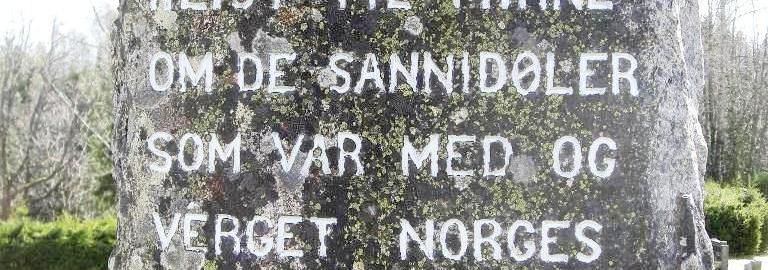 OM DE SANNIDØLER
SOM VAR MED OG
VERGET NORGES